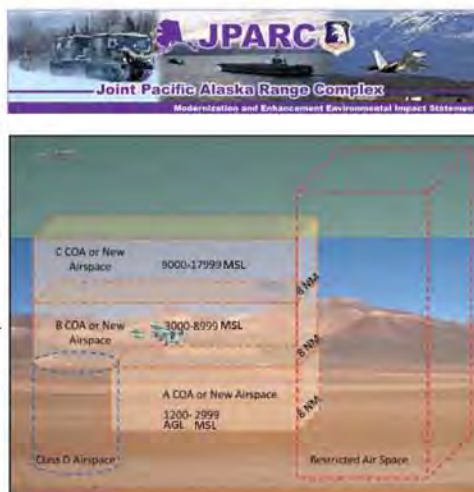 JPARC
Joint Pacific Alaska Range Complex
Modernization and Enhancement Environmental Impact Statement
C COA or New
Airspace
9000-17999 MSL
8 NM
B COA or New
Airspace
3000-8999 MSL
8 NM
A COA or New Airspace
1200- 2999
AGL MSL
8 NM
Class D Airspace
Restricted Air Space